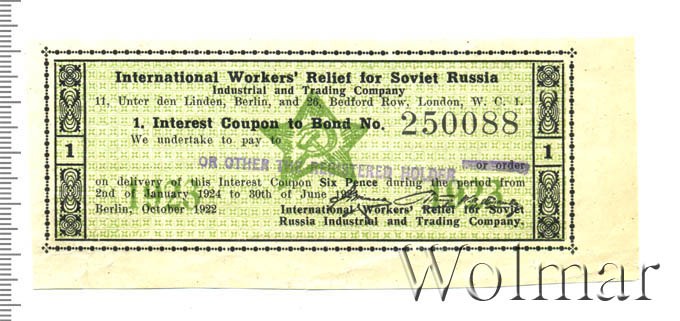 International Workers' Relief for Soviet Russia
Industrial and Trading Company
11, Unter den Linden, Berlin, and 26, Bedford Row, London, W. C. 1.
1. Interest Coupon to Bond No. 250088
We undertake to pay to
OR OTHER THE REGISTERED HOLDER or order
on delivery of this Interest Coupon Six Pence during the period from
2nd of January 1924 to 30th of June
Berlin, October 1922
International Workers' Relief for Soviet
Russia Industrial and Trading Company.
1
1
1923
Wolmar